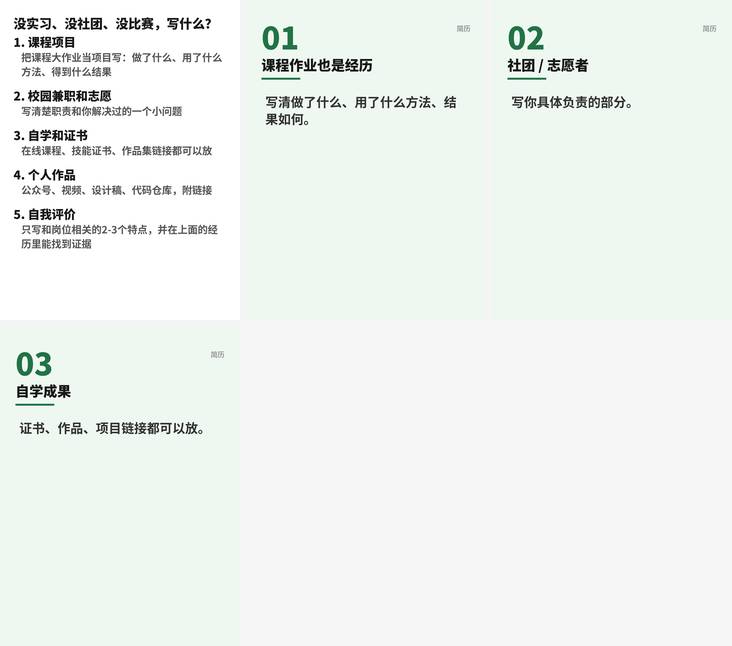 没实习、没社团、没比赛，写什么？
1. 课程项目
把课程大作业当项目写：做了什么、用了什么
方法、得到什么结果
2. 校园兼职和志愿
写清楚职责和你解决过的一个小问题
3. 自学和证书
在线课程、技能证书、作品集链接都可以放
4. 个人作品
公众号、视频、设计稿、代码仓库，附链接
5. 自我评价
只写和岗位相关的2-3个特点，并在上面的经
历里能找到证据
01
简历
课程作业也是经历
写清做了什么、用了什么方法、结
果如何。
02
简历
社团 / 志愿者
写你具体负责的部分。
03
简历
自学成果
证书、作品、项目链接都可以放。